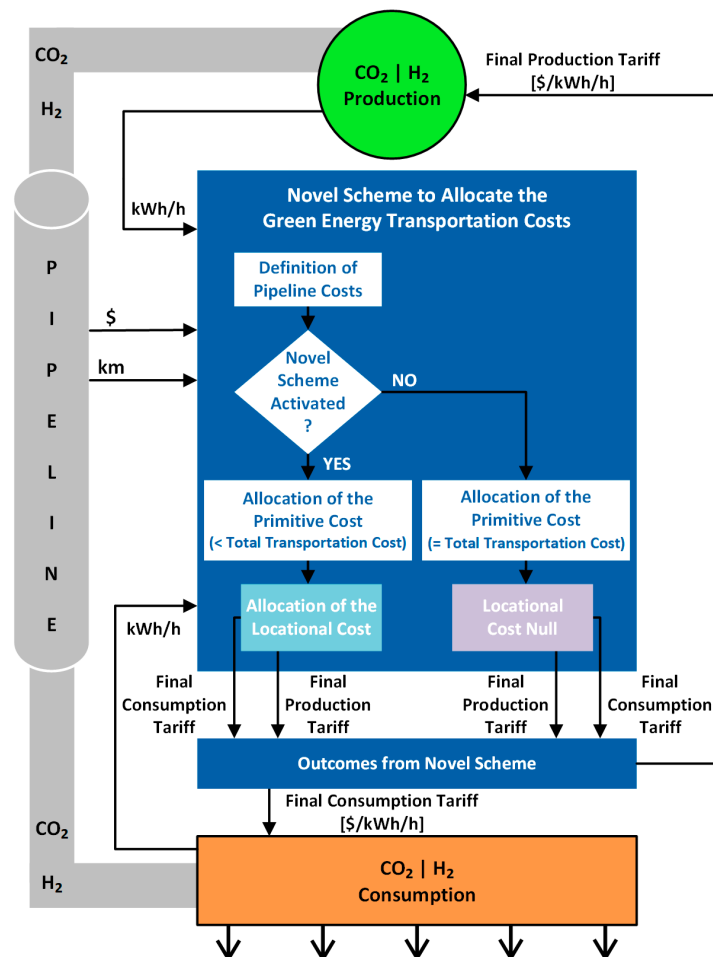 CO₂
H₂
CO₂ | H₂
Production
Final Production Tariff
[$/kWh/h]
kWh/h
Novel Scheme to Allocate the
Green Energy Transportation Costs
P
I
P
E
L
I
N
E
$
km
Definition of
Pipeline Costs
Novel
Scheme
Activated
?
NO
YES
Allocation of the
Primitive Cost
(< Total Transportation Cost)
Allocation of the
Primitive Cost
(= Total Transportation Cost)
Allocation of the
Locational Cost
Locational
Cost Null
kWh/h
Final
Consumption
Tariff
Final
Production
Tariff
Final
Production
Tariff
Final
Consumption
Tariff
Outcomes from Novel Scheme
Final Consumption Tariff
[$/kWh/h]
CO₂
H₂
CO₂ | H₂
Consumption